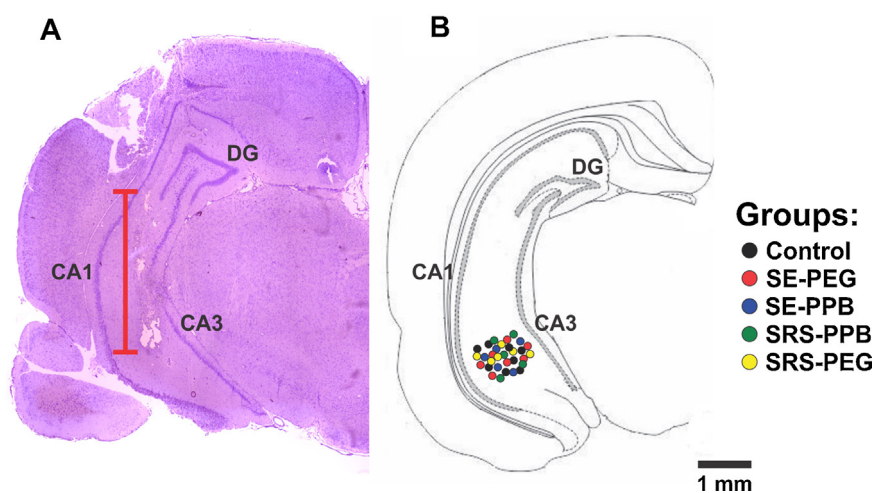 A
DG
CA1
CA3
B
DG
CA1
CA3
Groups:
Control
SE-PEG
SE-PPB
SRS-PPB
SRS-PEG
1 mm